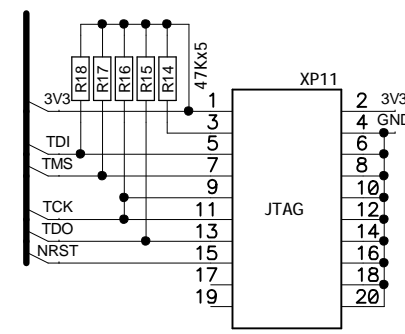 R18 R17 R16 R15 R14 47Kx5
XP11
3V3 1 2 3V3
3 4 GND
TDI 5 6
TMS 7 8
9 10
TCK 11 JTAG 12
TDO 13 14
NRST 15 16
17 18
19 20